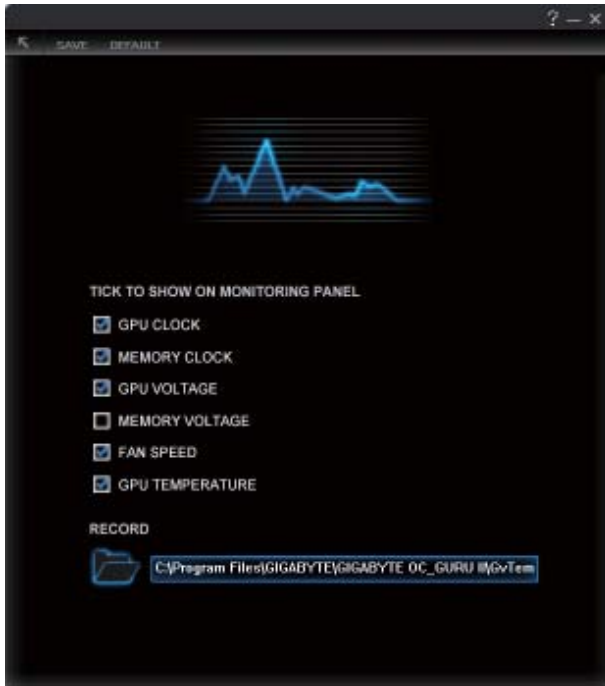 ? – ×
SAVE DEFAULT
TICK TO SHOW ON MONITORING PANEL
GPU CLOCK
MEMORY CLOCK
GPU VOLTAGE
MEMORY VOLTAGE
FAN SPEED
GPU TEMPERATURE
RECORD
C:\Program Files\GIGABYTE\GIGABYTE OC_GURU II\GvTem